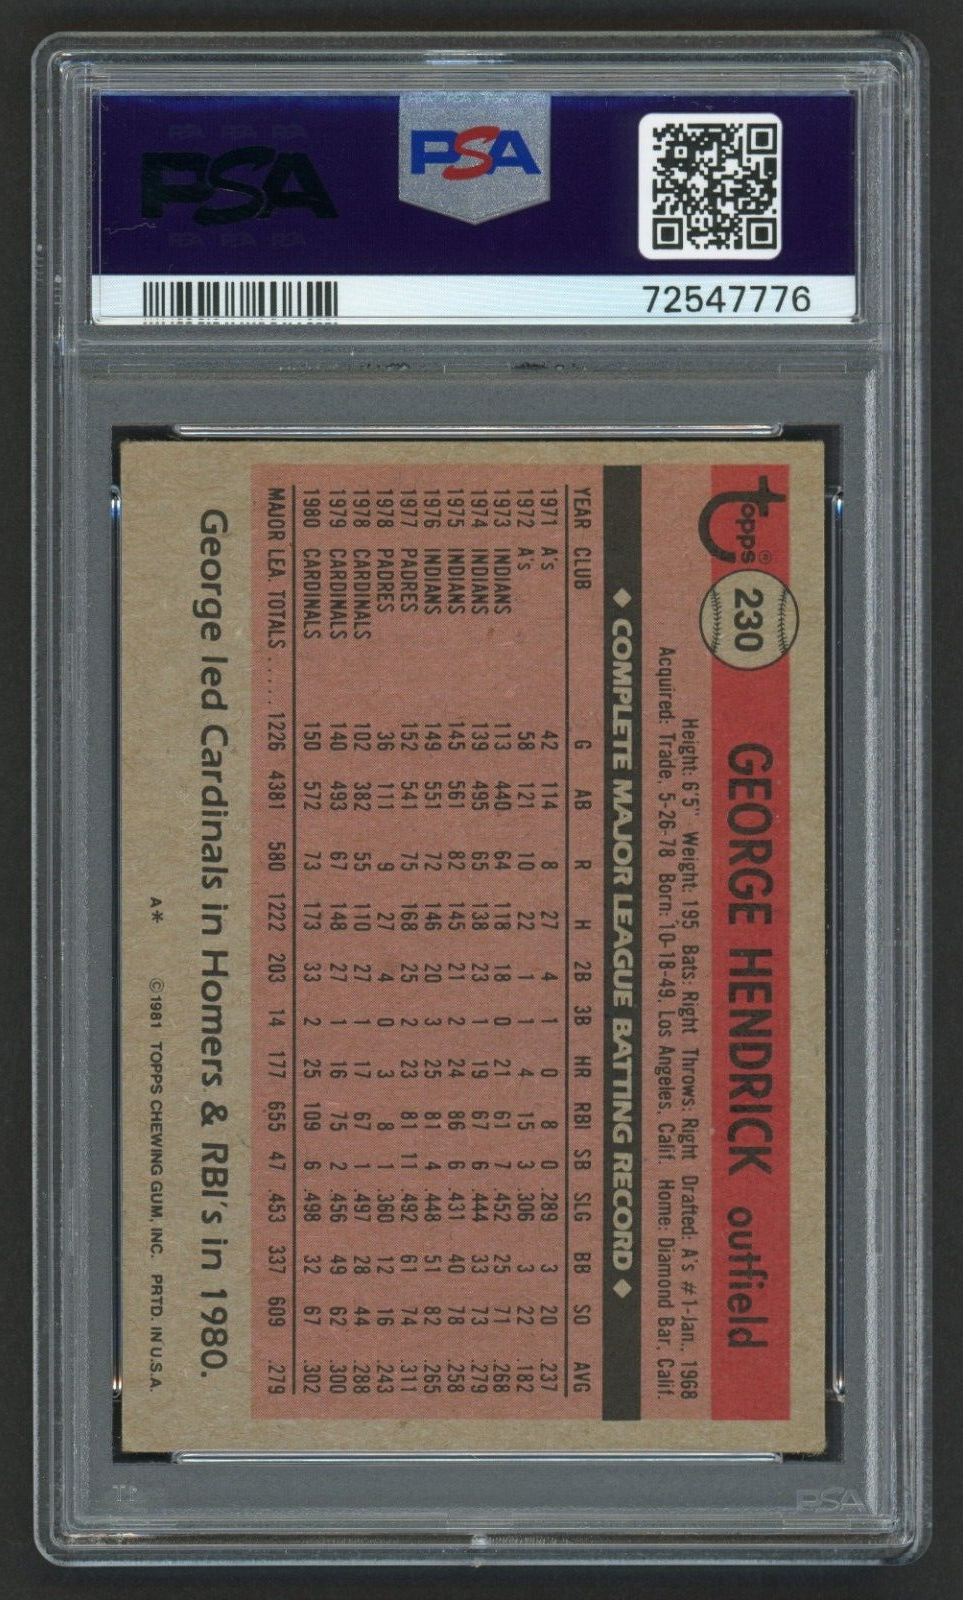 PSA PSA PSA
PSA
PSA PSA PSA
PSA
72547776
topps®
230
GEORGE HENDRICK outfield
Height: 6'5" Weight: 195 Bats: Right Throws: Right Drafted: A's #1-Jan., 1968
Acquired: Trade, 5-26-78 Born: 10-18-49, Los Angeles, Calif. Home: Diamond Bar, Calif.
◆ COMPLETE MAJOR LEAGUE BATTING RECORD ◆
YEAR CLUB G AB R H 2B 3B HR RBI SB SLG BB SO AVG
1971 A's 42 114 8 27 4 1 0 8 0 .289 3 20 .237
1972 A's 58 121 10 22 1 1 4 15 3 .306 3 22 .182
1973 INDIANS 113 440 64 118 18 0 21 61 7 .452 25 71 .268
1974 INDIANS 139 495 65 138 23 1 19 67 6 .444 33 73 .279
1975 INDIANS 145 561 82 145 21 2 24 86 6 .431 40 78 .258
1976 INDIANS 149 551 72 146 20 3 25 81 4 .448 51 82 .265
1977 PADRES 152 541 75 168 25 2 23 81 11 .492 61 74 .311
1978 PADRES 36 111 9 27 4 0 3 8 1 .360 12 16 .243
1978 CARDINALS 102 382 55 110 27 1 17 67 1 .497 28 44 .288
1979 CARDINALS 140 493 67 148 27 1 16 75 2 .456 49 62 .300
1980 CARDINALS 150 572 73 173 33 2 25 109 6 .498 32 67 .302
MAJOR LEA. TOTALS ..... 1226 4381 580 1222 203 14 177 655 47 .453 337 609 .279
George led Cardinals in Homers & RBI's in 1980.
A* ©1981 TOPPS CHEWING GUM, INC. PRTD. IN U.S.A.
PSA